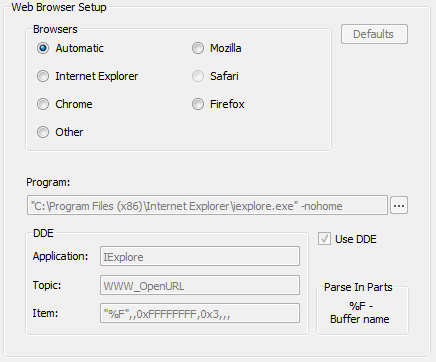 Web Browser Setup
Browsers
Automatic
Mozilla
Defaults
Internet Explorer
Safari
Chrome
Firefox
Other
Program:
"C:\Program Files (x86)\Internet Explorer\iexplore.exe" -nohome
...
DDE
Use DDE
Application:
IExplore
Topic:
WWW_OpenURL
Item:
"%F",,0xFFFFFFFF,0x3,,,
Parse In Parts
%F -
Buffer name